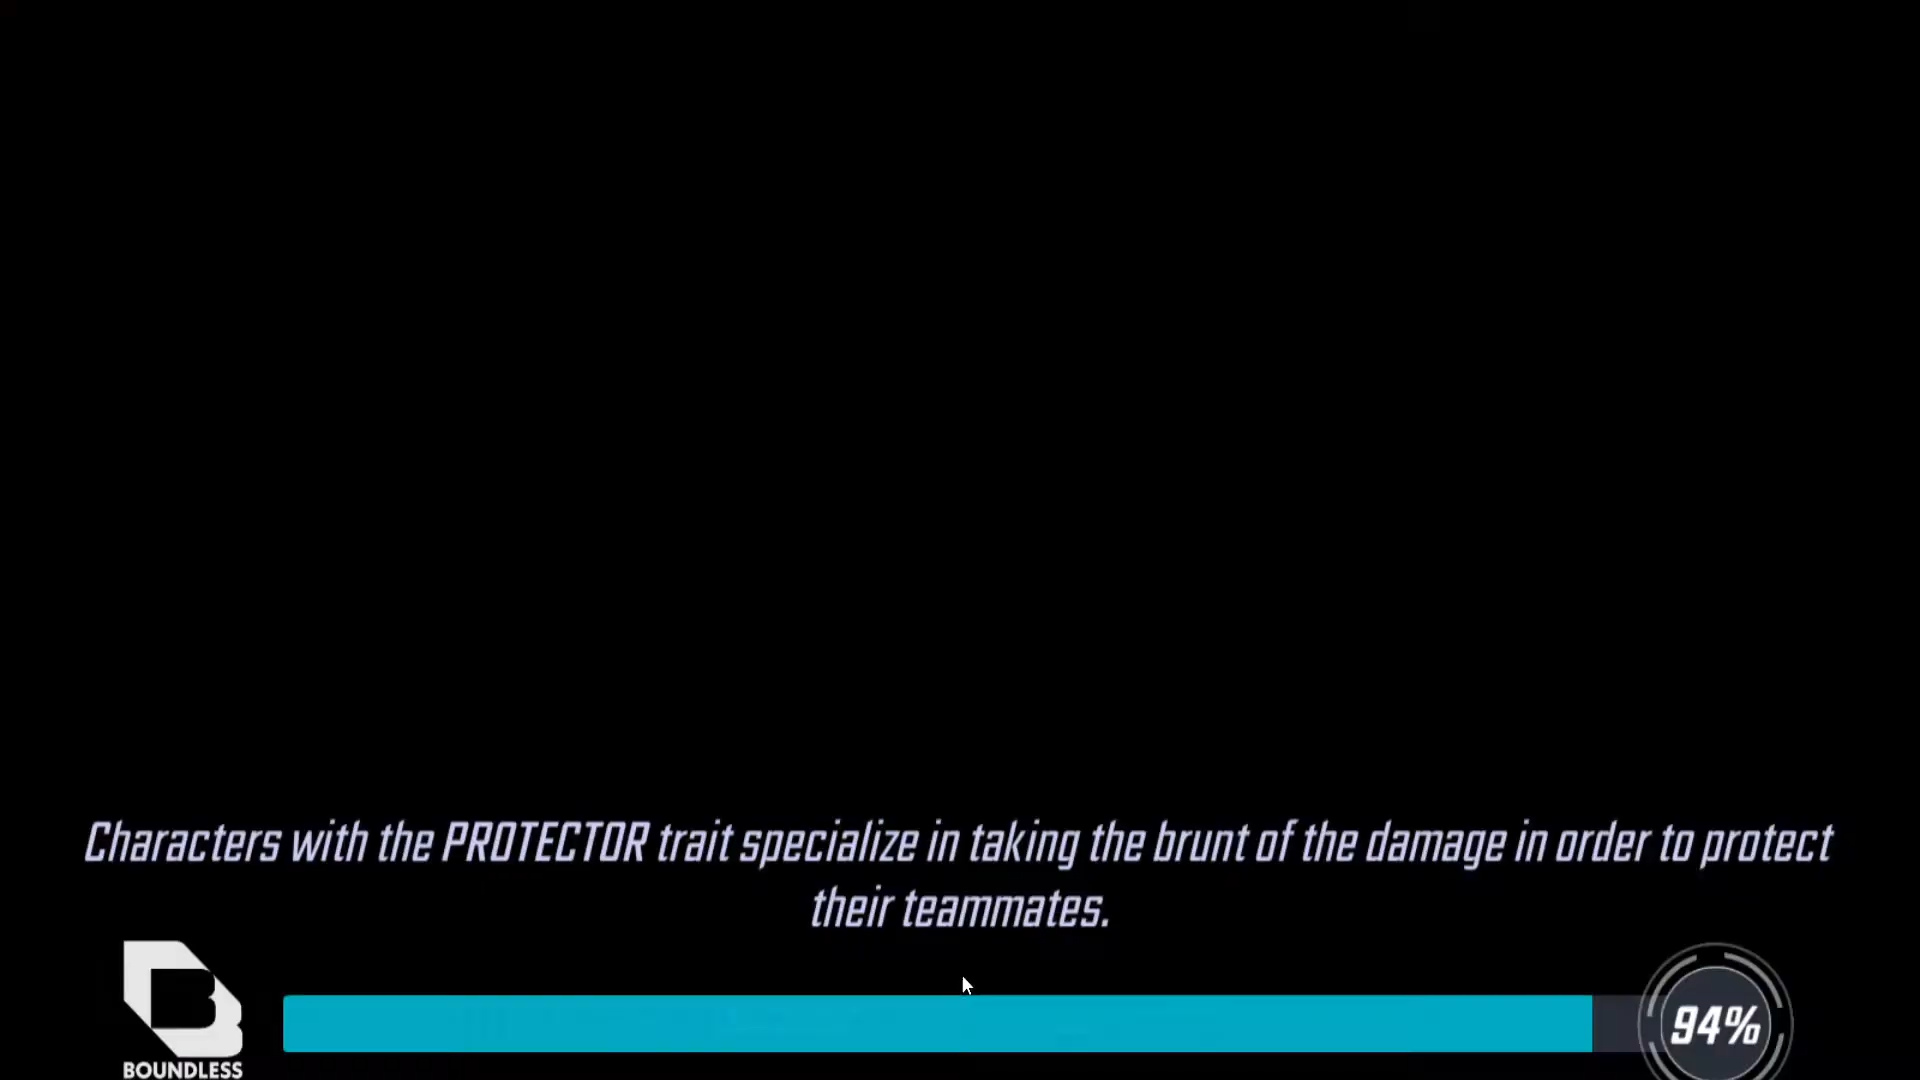 Characters with the PROTECTOR trait specialize in taking the brunt of the damage in order to protect
their teammates.
BOUNDLESS
94%